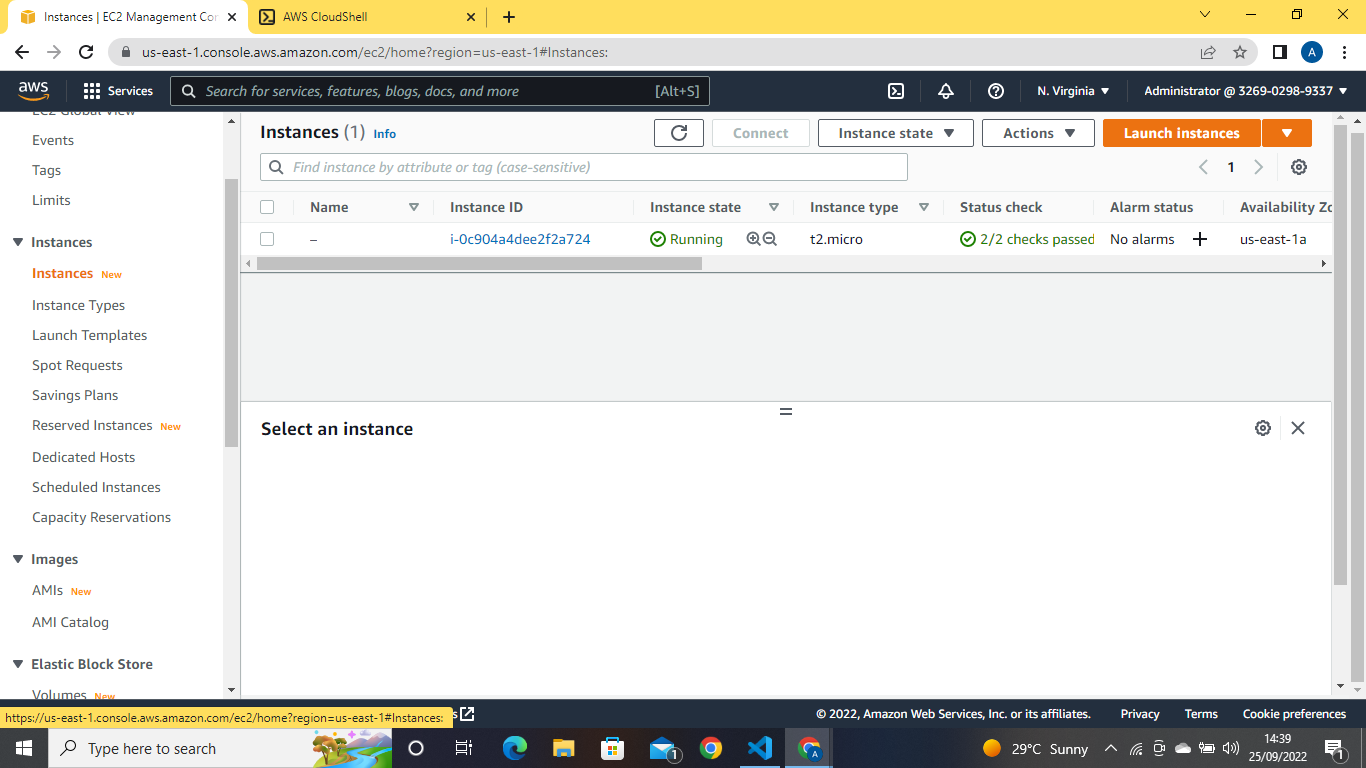 Instances | EC2 Management Cor
AWS CloudShell
us-east-1.console.aws.amazon.com/ec2/home?region=us-east-1#Instances:
A
aws
Services
Search for services, features, blogs, docs, and more
[Alt+S]
N. Virginia
Administrator @ 3269-0298-9337
EC2 Global View
Events
Tags
Limits
Instances
Instances New
Instance Types
Launch Templates
Spot Requests
Savings Plans
Reserved Instances New
Dedicated Hosts
Scheduled Instances
Capacity Reservations
Images
AMIs New
AMI Catalog
Elastic Block Store
Volumes New
Instances (1) Info
Connect
Instance state
Actions
Launch instances
Find instance by attribute or tag (case-sensitive)
1
Name Instance ID Instance state Instance type Status check Alarm status Availability Zo
– i-0c904a4dee2f2a724 Running t2.micro 2/2 checks passed No alarms + us-east-1a
Select an instance
https://us-east-1.console.aws.amazon.com/ec2/home?region=us-east-1#Instances:
© 2022, Amazon Web Services, Inc. or its affiliates. Privacy Terms Cookie preferences
Type here to search
1
A
29°C Sunny
14:39
25/09/2022
1